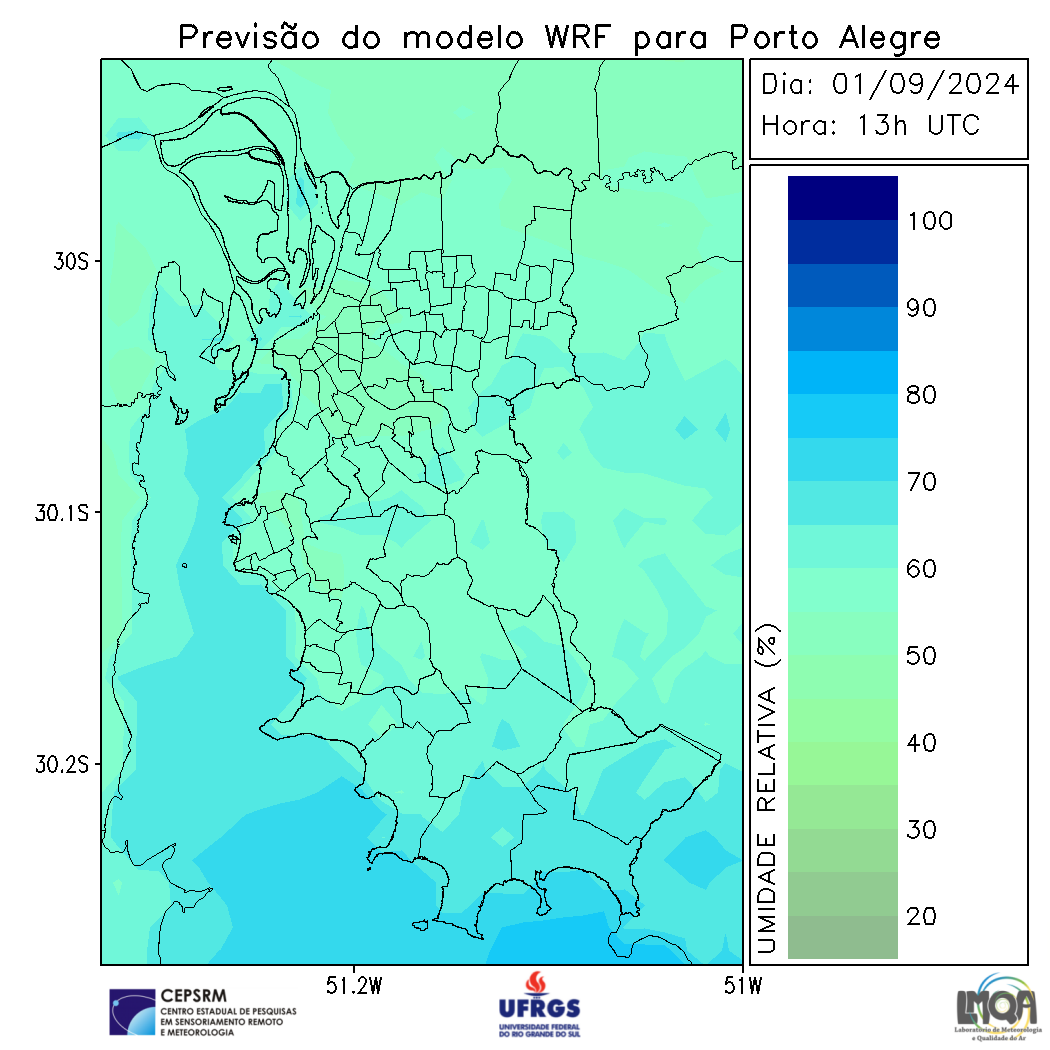 Previsão do modelo WRF para Porto Alegre
Dia: 01/09/2024
Hora: 13h UTC
30S
30.1S
30.2S
51.2W
51W
UMIDADE RELATIVA (%)
100
90
80
70
60
50
40
30
20
CEPSRM
CENTRO ESTADUAL DE PESQUISAS
EM SENSORIAMENTO REMOTO
E METEOROLOGIA
UFRGS
UNIVERSIDADE FEDERAL
DO RIO GRANDE DO SUL
LMQA
Laboratório de Meteorologia
e Qualidade do Ar